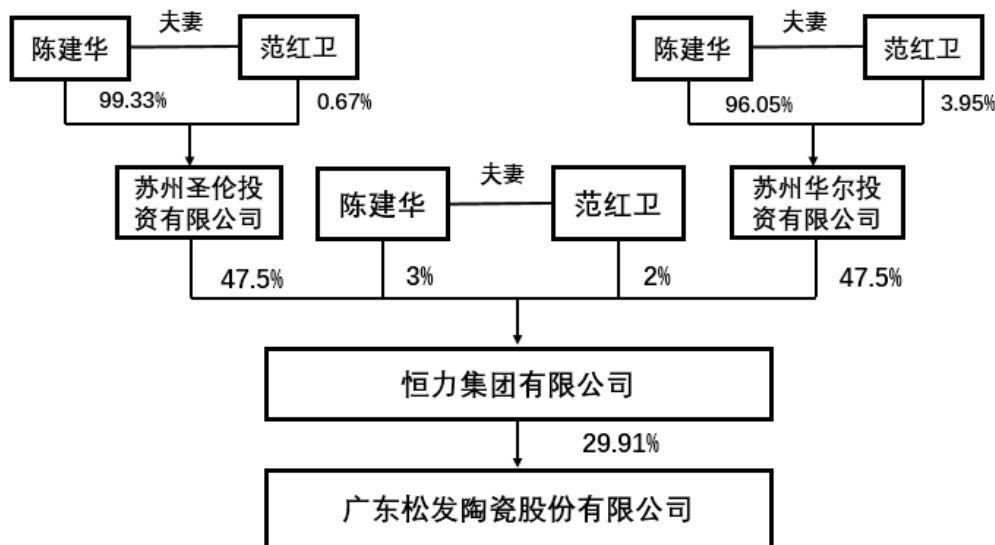 夫妻
夫妻
陈建华
范红卫
陈建华
范红卫
99.33%
0.67%
96.05%
3.95%
苏州圣伦投
资有限公司
夫妻
陈建华
范红卫
苏州华尔投
资有限公司
47.5%
3%
2%
47.5%
恒力集团有限公司
29.91%
广东松发陶瓷股份有限公司